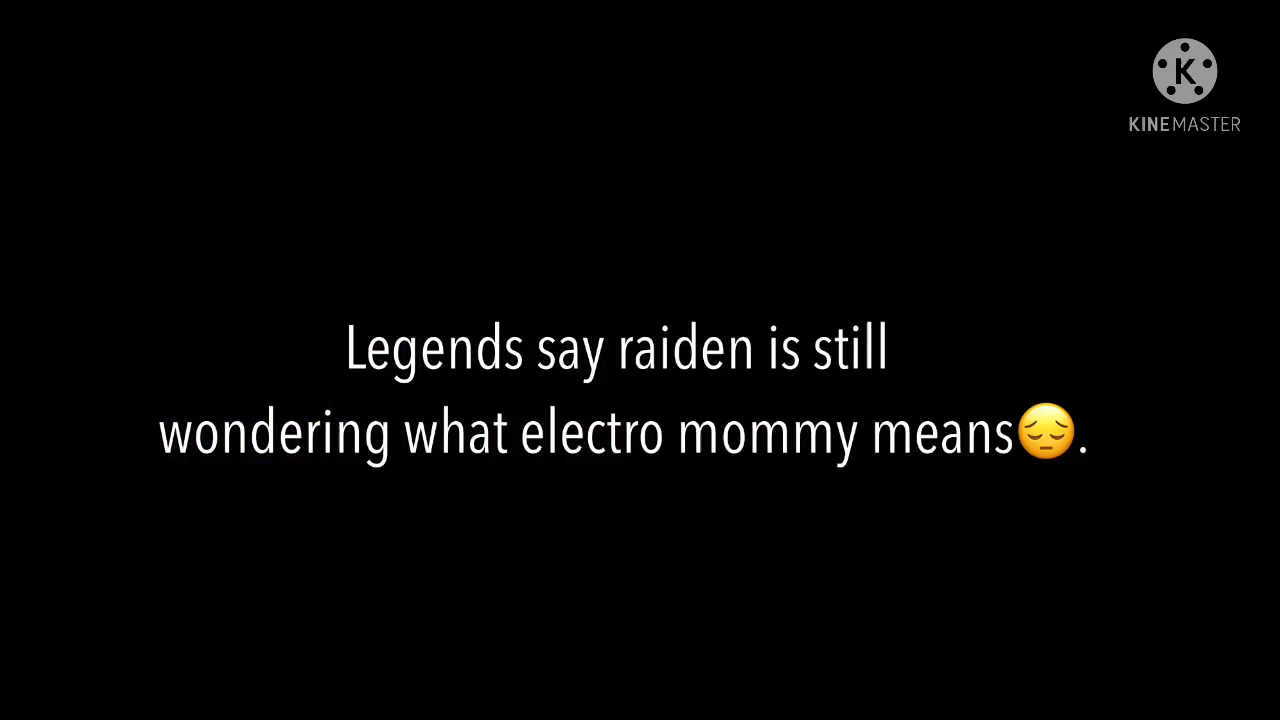 K
KINEMASTER
Legends say raiden is still
wondering what electro mommy means😔.